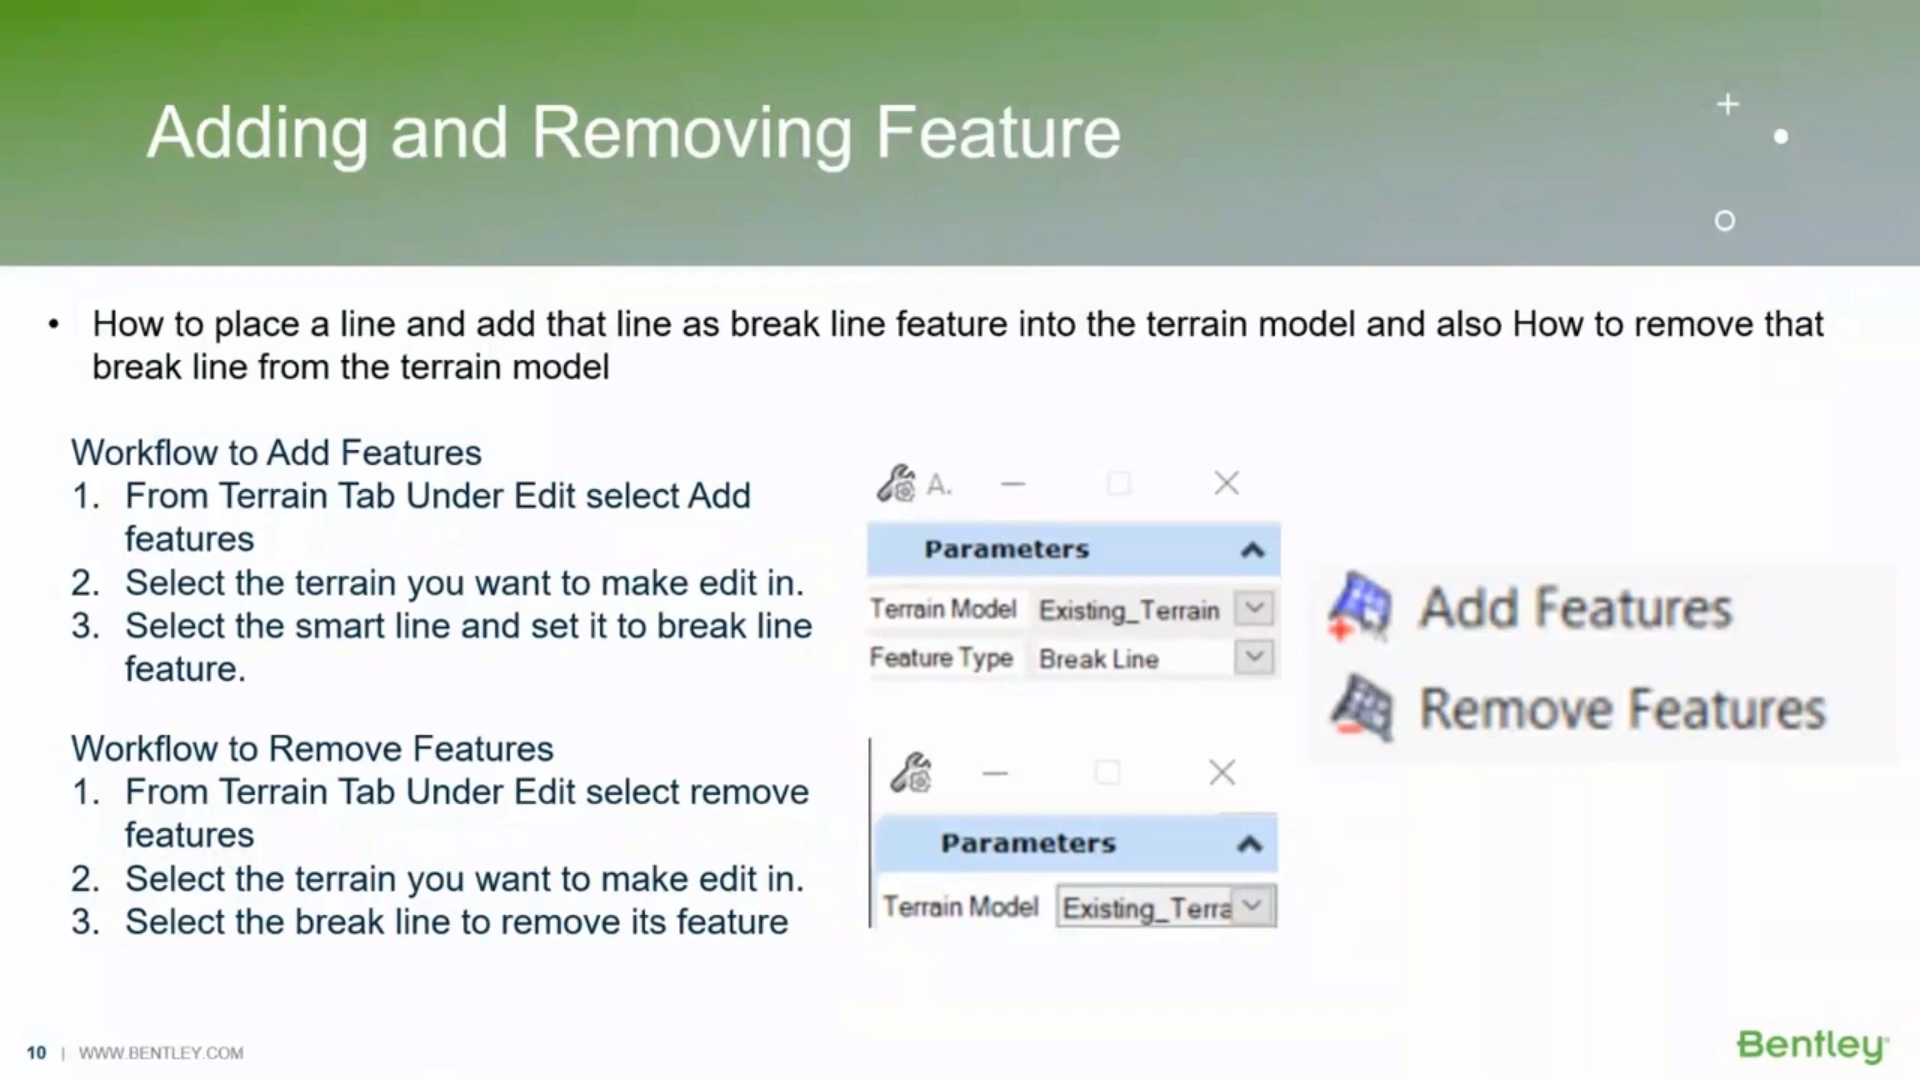 Adding and Removing Feature
• How to place a line and add that line as break line feature into the terrain model and also How to remove that
break line from the terrain model
Workflow to Add Features
1. From Terrain Tab Under Edit select Add
features
2. Select the terrain you want to make edit in.
3. Select the smart line and set it to break line
feature.
Workflow to Remove Features
1. From Terrain Tab Under Edit select remove
features
2. Select the terrain you want to make edit in.
3. Select the break line to remove its feature
A.
Parameters
Terrain Model Existing_Terrain
Feature Type Break Line
Parameters
Terrain Model Existing_Terra
Add Features
Remove Features
10 | WWW.BENTLEY.COM
Bentley